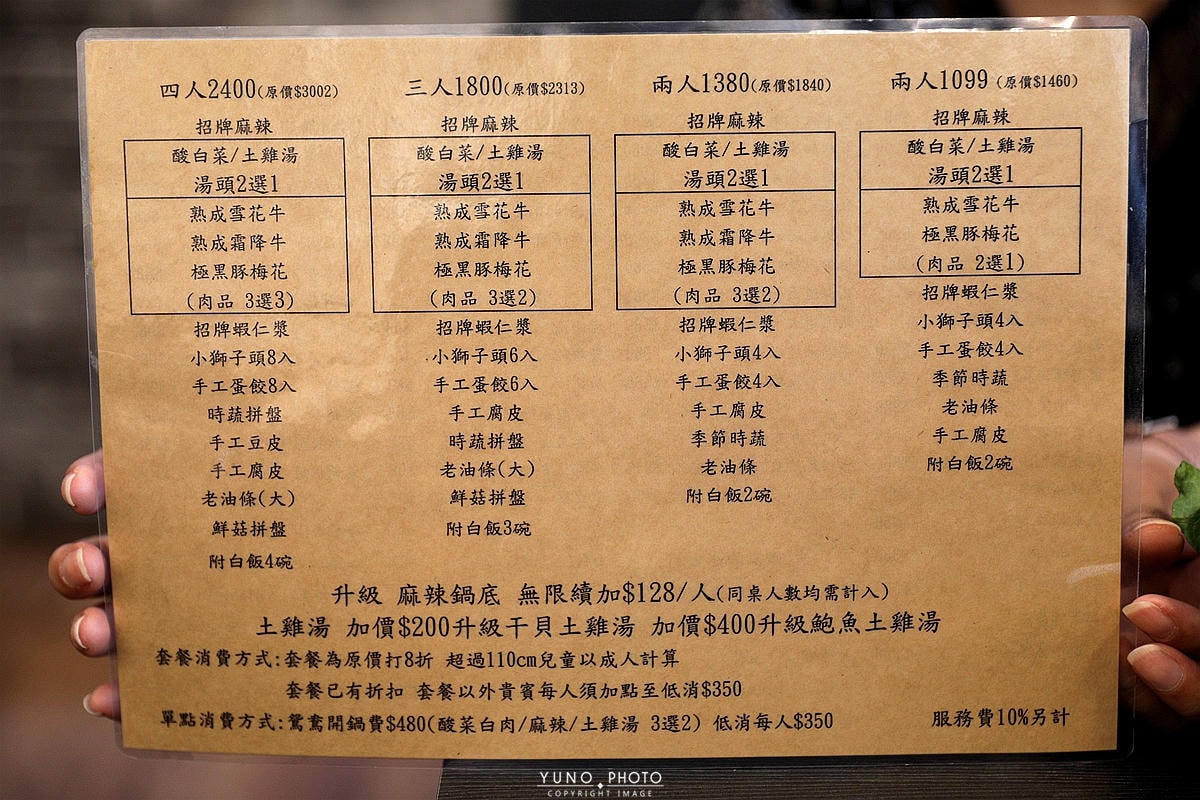 四人2400(原價$3002)
招牌麻辣
酸白菜/土雞湯
湯頭2選1
熟成雪花牛
熟成霜降牛
極黑豚梅花
(肉品 3選3)
招牌蝦仁漿
小獅子頭8入
手工蛋餃8入
時蔬拼盤
手工豆皮
手工腐皮
老油條(大)
鮮菇拼盤
附白飯4碗
三人1800(原價$2313)
招牌麻辣
酸白菜/土雞湯
湯頭2選1
熟成雪花牛
熟成霜降牛
極黑豚梅花
(肉品 3選2)
招牌蝦仁漿
小獅子頭6入
手工蛋餃6入
手工腐皮
時蔬拼盤
老油條(大)
鮮菇拼盤
附白飯3碗
兩人1380(原價$1840)
招牌麻辣
酸白菜/土雞湯
湯頭2選1
熟成雪花牛
熟成霜降牛
極黑豚梅花
(肉品 3選2)
招牌蝦仁漿
小獅子頭4入
手工蛋餃4入
手工腐皮
季節時蔬
老油條
附白飯2碗
兩人1099 (原價$1460)
招牌麻辣
酸白菜/土雞湯
湯頭2選1
熟成雪花牛
極黑豚梅花
(肉品 2選1)
招牌蝦仁漿
小獅子頭4入
手工蛋餃4入
季節時蔬
老油條
手工腐皮
附白飯2碗
升級 麻辣鍋底 無限續加$128/人(同桌人數均需計入)
土雞湯 加價$200升級干貝土雞湯 加價$400升級鮑魚土雞湯
套餐消費方式:套餐為原價打8折 超過110cm兒童以成人計算
套餐已有折扣 套餐以外貴賓每人須加點至低消$350
單點消費方式:鴛鴦開鍋費$480(酸菜白肉/麻辣/土雞湯 3選2) 低消每人$350
服務費10%另計
YUNO PHOTO
COPYRIGHT IMAGE